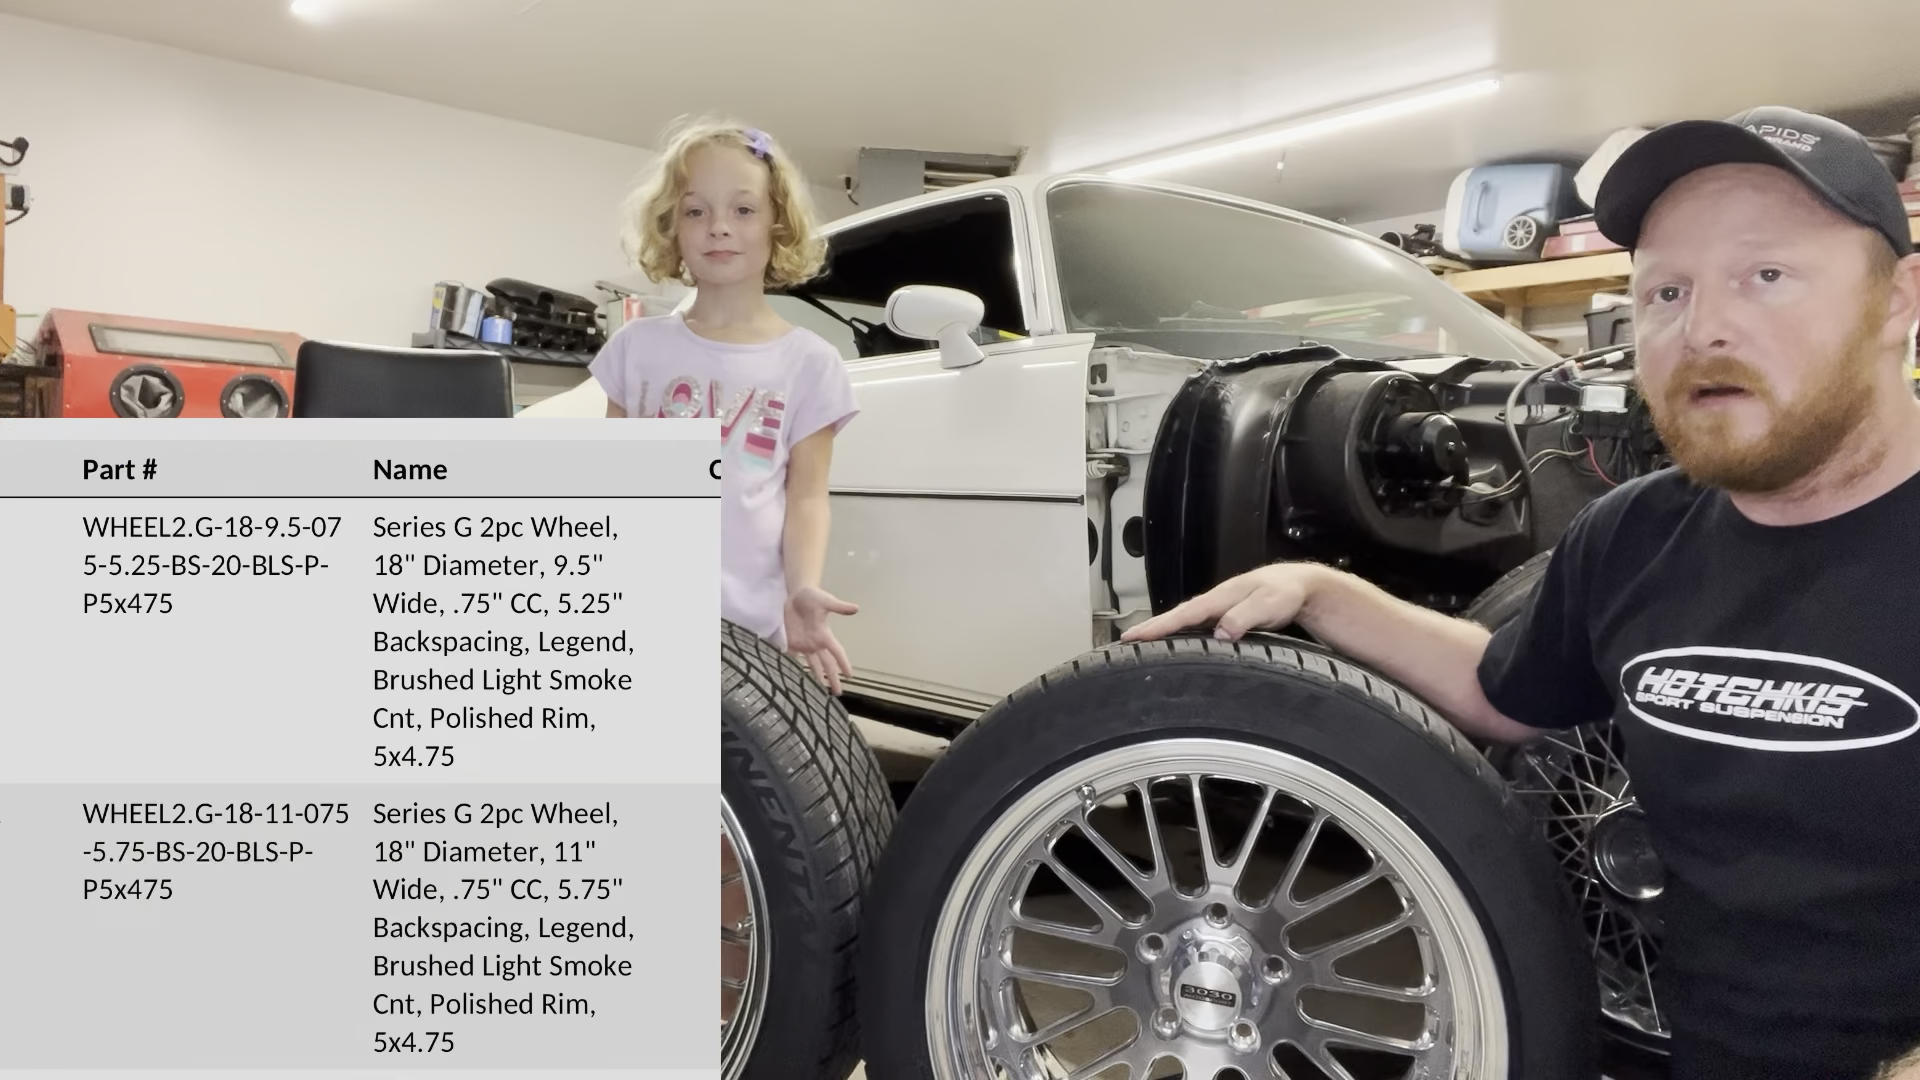 APIDS
BRAND
LOVE
Part # Name C
WHEEL2.G-18-9.5-07
5-5.25-BS-20-BLS-P-
P5x475
Series G 2pc Wheel,
18" Diameter, 9.5"
Wide, .75" CC, 5.25"
Backspacing, Legend,
Brushed Light Smoke
Cnt, Polished Rim,
5x4.75
WHEEL2.G-18-11-075
-5.75-BS-20-BLS-P-
P5x475
Series G 2pc Wheel,
18" Diameter, 11"
Wide, .75" CC, 5.75"
Backspacing, Legend,
Brushed Light Smoke
Cnt, Polished Rim,
5x4.75
HOTCHKIS
SPORT SUSPENSION
3030